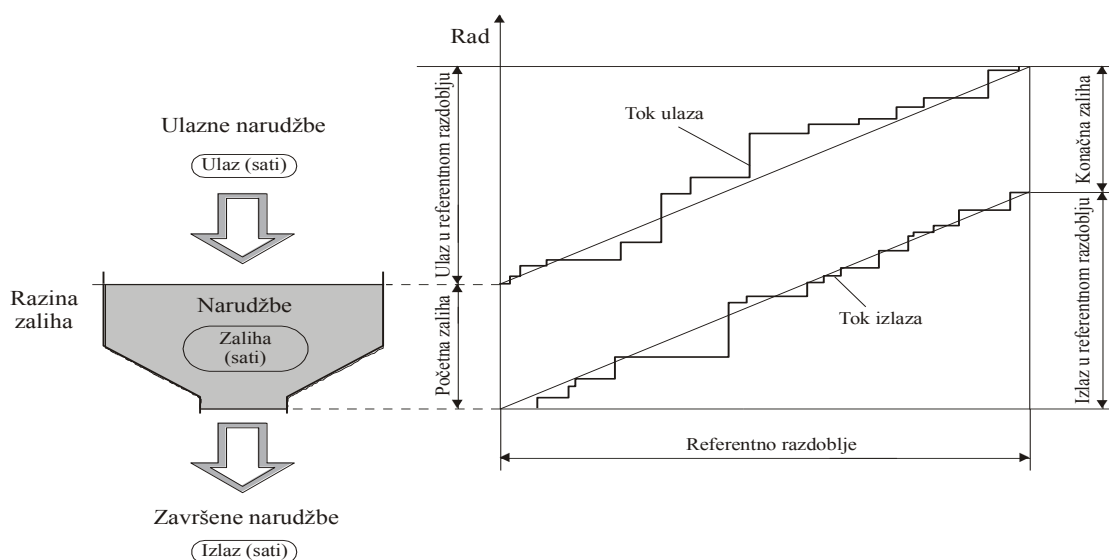 Ulazne narudžbe
Ulaz (sati)
Razina
zaliha
Narudžbe
Zaliha
(sati)
Završene narudžbe
Izlaz (sati)
Rad
Ulaz u referentnom razdoblju
Početna zaliha
Tok ulaza
Tok izlaza
Konačna zaliha
Izlaz u referentnom razdoblju
Referentno razdoblje